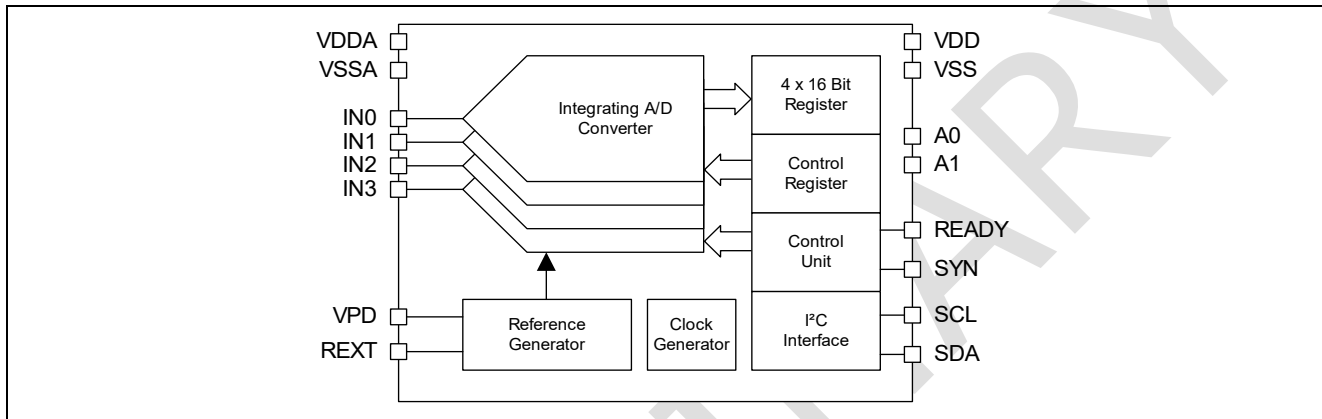 VDDA
VSSA
IN0
IN1
IN2
IN3
VPD
REXT
Integrating A/D
Converter
Reference
Generator
Clock
Generator
4 x 16 Bit
Register
Control
Register
Control
Unit
I²C
Interface
VDD
VSS
A0
A1
READY
SYN
SCL
SDA
ARY